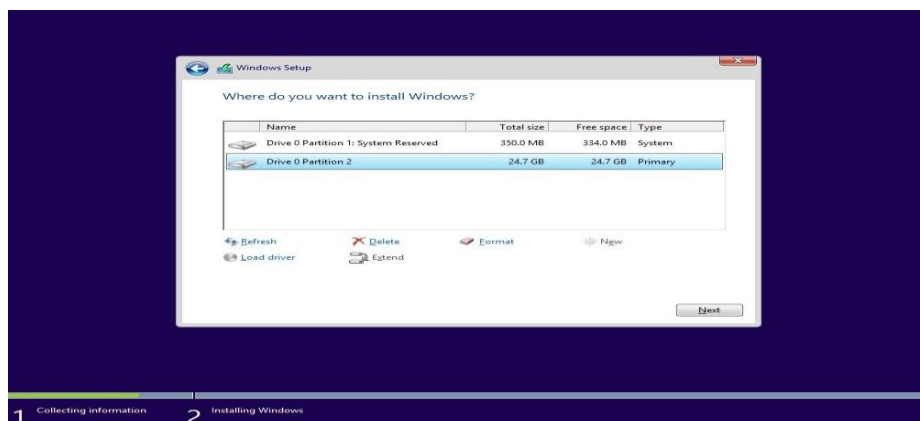 Windows Setup
Where do you want to install Windows?
Name Total size Free space Type
Drive 0 Partition 1: System Reserved 350.0 MB 334.0 MB System
Drive 0 Partition 2 24.7 GB 24.7 GB Primary
Refresh Delete Format New
Load driver Extend
Next
1 Collecting information 2 Installing Windows